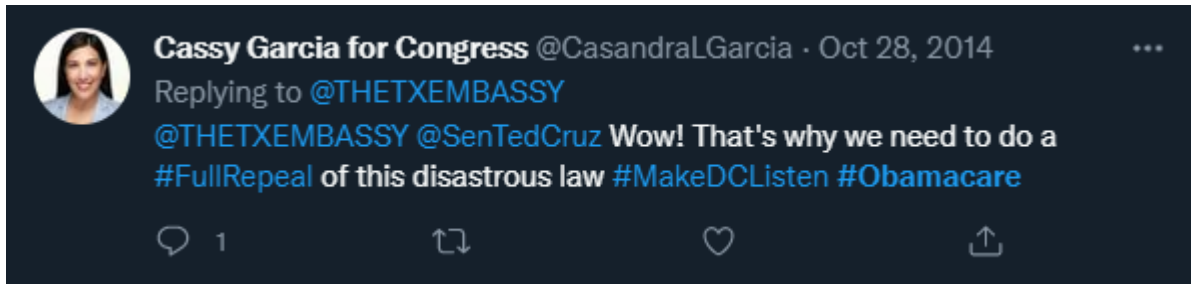 Cassy Garcia for Congress @CasandraLGarcia · Oct 28, 2014
Replying to @THETXEMBASSY
@THETXEMBASSY @SenTedCruz Wow! That's why we need to do a
#FullRepeal of this disastrous law #MakeDCListen #Obamacare
1